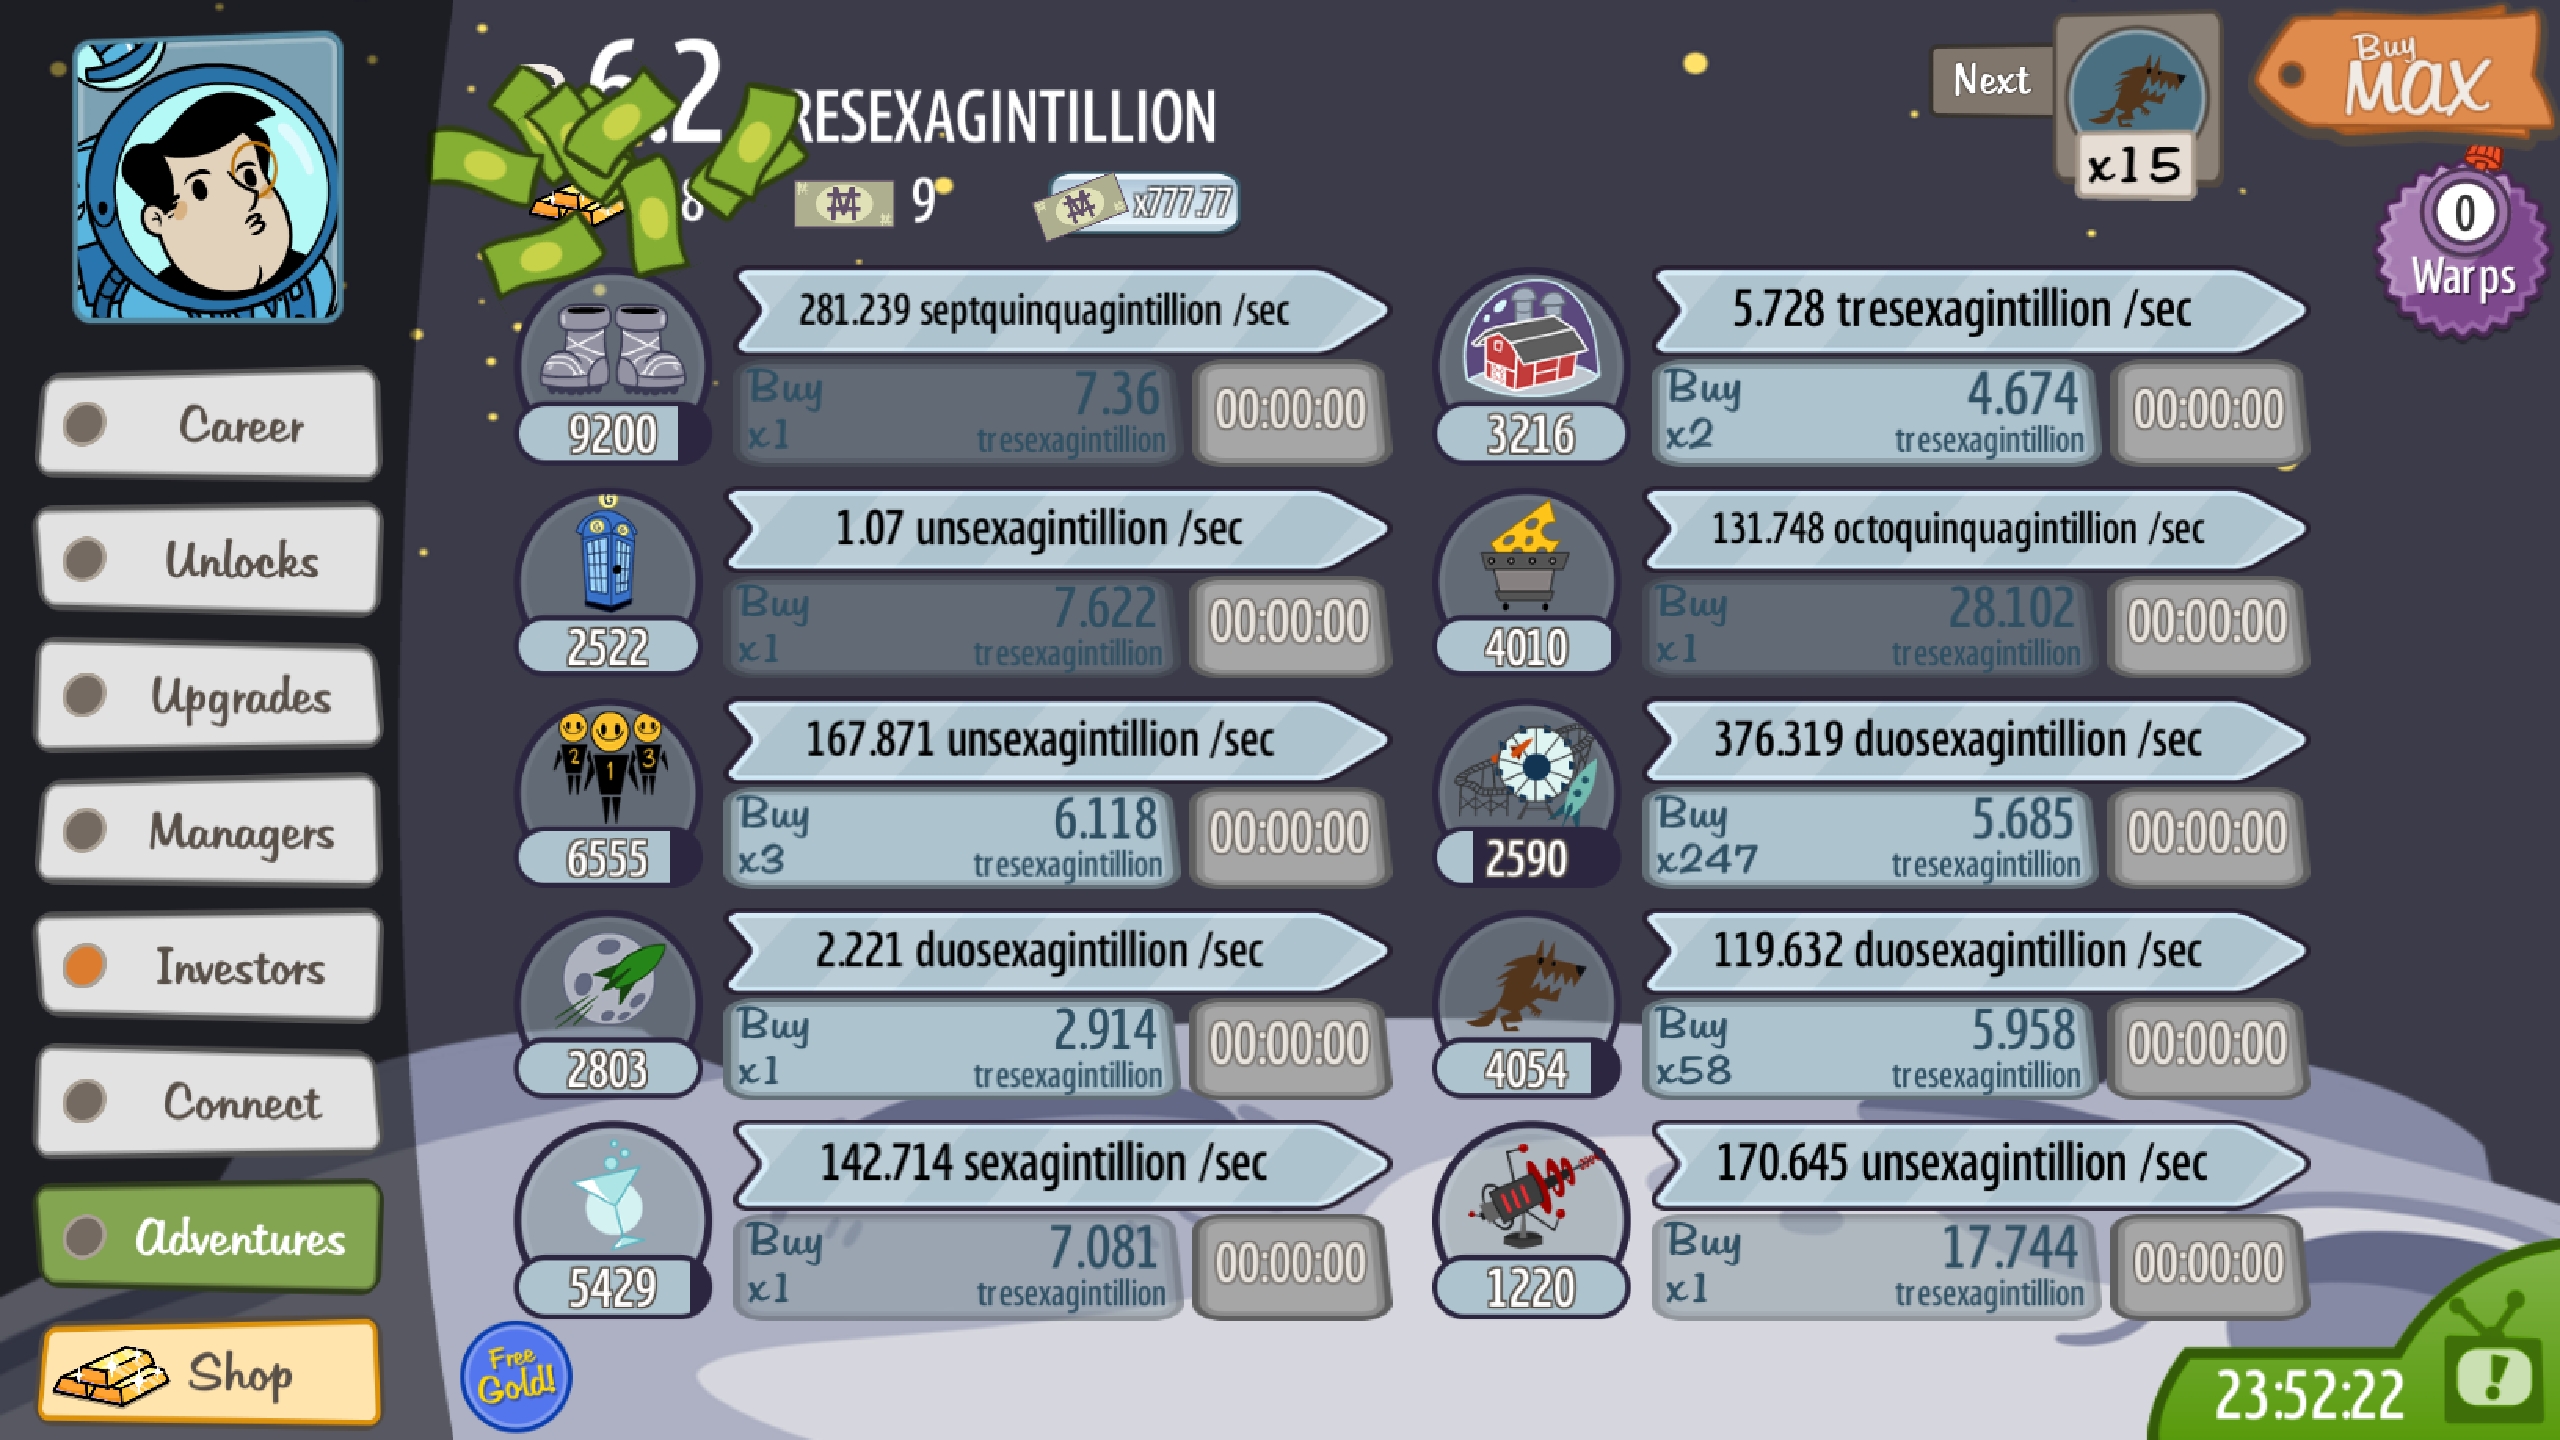 6.2
RESEXAGINTILLION
8
9
x777.77
Next
x15
Buy
MAX
0
Warps
Career
Unlocks
Upgrades
Managers
Investors
Connect
Adventures
Shop
281.239 septquinquagintillion /sec
9200
Buy
x1
7.36
tresexagintillion
00:00:00
5.728 tresexagintillion /sec
3216
Buy
x2
4.674
tresexagintillion
00:00:00
G
1.07 unsexagintillion /sec
2522
Buy
x1
7.622
tresexagintillion
00:00:00
131.748 octoquinquagintillion /sec
4010
Buy
x1
28.102
tresexagintillion
00:00:00
2 1 3
167.871 unsexagintillion /sec
6555
Buy
x3
6.118
tresexagintillion
00:00:00
376.319 duosexagintillion /sec
2590
Buy
x247
5.685
tresexagintillion
00:00:00
2.221 duosexagintillion /sec
2803
Buy
x1
2.914
tresexagintillion
00:00:00
119.632 duosexagintillion /sec
4054
Buy
x58
5.958
tresexagintillion
00:00:00
142.714 sexagintillion /sec
5429
Buy
x1
7.081
tresexagintillion
00:00:00
170.645 unsexagintillion /sec
1220
Buy
x1
17.744
tresexagintillion
00:00:00
Free
Gold!
23:52:22
!